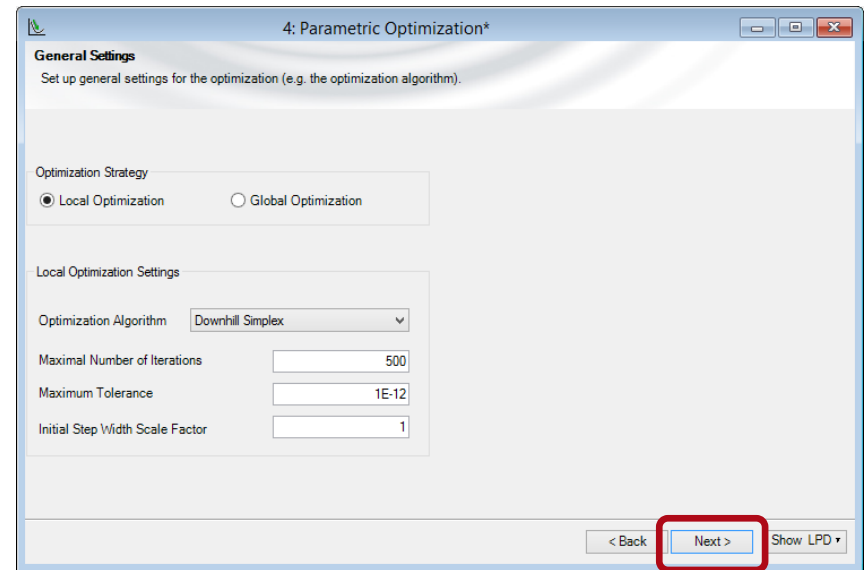 4: Parametric Optimization*
General Settings
Set up general settings for the optimization (e.g. the optimization algorithm).
Optimization Strategy
Local Optimization Global Optimization
Local Optimization Settings
Optimization Algorithm Downhill Simplex
Maximal Number of Iterations 500
Maximum Tolerance 1E-12
Initial Step Width Scale Factor 1
< Back Next > Show LPD